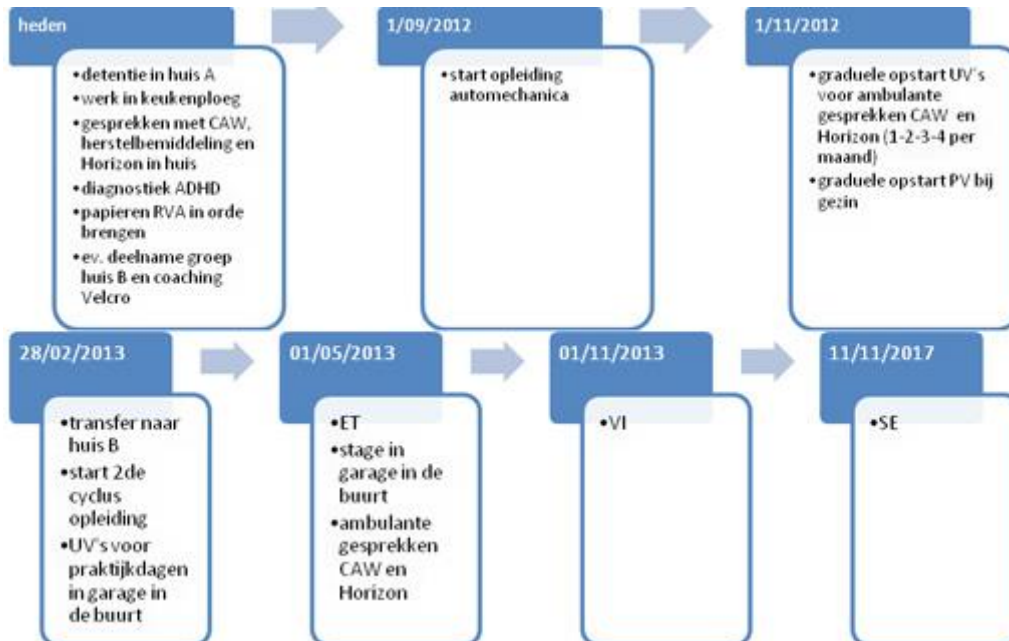 heden
•detentie in huis A
•werk in keukenploeg
•gesprekken met CAW,
herstelbemiddeling en
Horizon in huis
•diagnostiek ADHD
•papieren RVA in orde
brengen
•ev. deelname groep
huis B en coaching
Velcro
1/09/2012
•start opleiding
automechanica
1/11/2012
•graduele opstart UV's
voor ambulante
gesprekken CAW en
Horizon (1-2-3-4 per
maand)
•graduele opstart PV bij
gezin
28/02/2013
•transfer naar
huis B
•start 2de
cyclus
opleiding
•UV's voor
praktijkdagen
in garage in
de buurt
01/05/2013
•ET
•stage in
garage in de
buurt
•ambulante
gesprekken
CAW en
Horizon
01/11/2013
•VI
11/11/2017
•SE